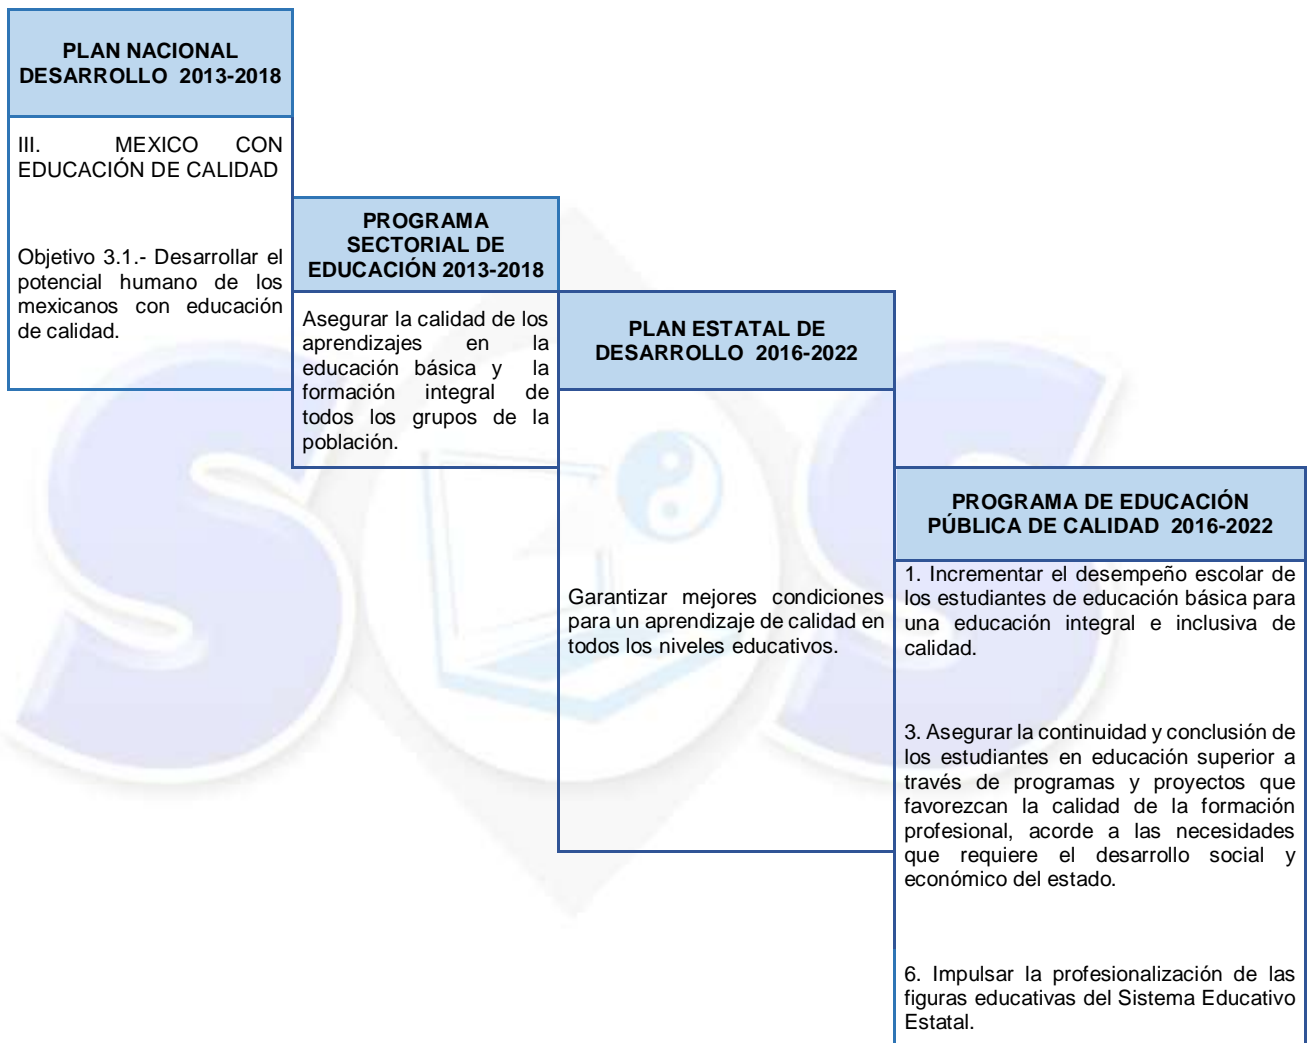 PLAN NACIONAL
DESARROLLO 2013-2018
III. MEXICO CON
EDUCACIÓN DE CALIDAD
Objetivo 3.1.- Desarrollar el
potencial humano de los
mexicanos con educación
de calidad.
PROGRAMA
SECTORIAL DE
EDUCACIÓN 2013-2018
Asegurar la calidad de los
aprendizajes en la
educación básica y la
formación integral de
todos los grupos de la
población.
PLAN ESTATAL DE
DESARROLLO 2016-2022
Garantizar mejores condiciones
para un aprendizaje de calidad en
todos los niveles educativos.
PROGRAMA DE EDUCACIÓN
PÚBLICA DE CALIDAD 2016-2022
1. Incrementar el desempeño escolar de
los estudiantes de educación básica para
una educación integral e inclusiva de
calidad.
3. Asegurar la continuidad y conclusión de
los estudiantes en educación superior a
través de programas y proyectos que
favorezcan la calidad de la formación
profesional, acorde a las necesidades
que requiere el desarrollo social y
económico del estado.
6. Impulsar la profesionalización de las
figuras educativas del Sistema Educativo
Estatal.
S S